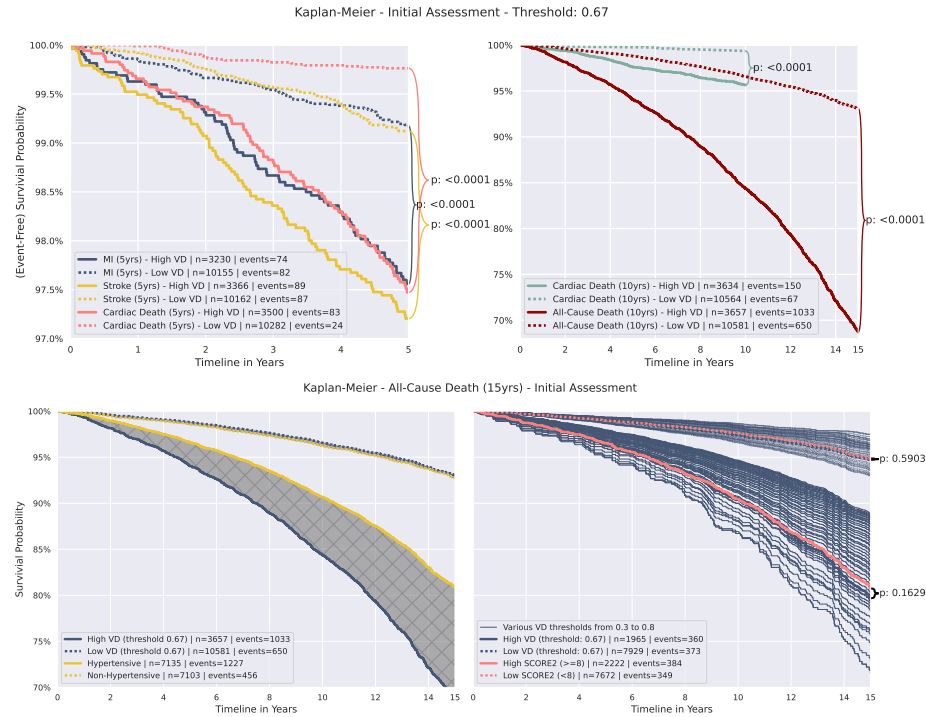 Kaplan-Meier - Initial Assessment - Threshold: 0.67
(Event-Free) Survivial Probability
100.0%
99.5%
99.0%
98.5%
98.0%
97.5%
97.0%
p: <0.0001
p: <0.0001
p: <0.0001
MI (5yrs) - High VD | n=3230 | events=74
MI (5yrs) - Low VD | n=10155 | events=82
Stroke (5yrs) - High VD | n=3366 | events=89
Stroke (5yrs) - Low VD | n=10162 | events=87
Cardiac Death (5yrs) - High VD | n=3500 | events=83
Cardiac Death (5yrs) - Low VD | n=10282 | events=24
0 1 2 3 4 5
Timeline in Years
100%
95%
90%
85%
80%
75%
70%
p: <0.0001
p: <0.0001
Cardiac Death (10yrs) - High VD | n=3634 | events=150
Cardiac Death (10yrs) - Low VD | n=10564 | events=67
All-Cause Death (10yrs) - High VD | n=3657 | events=1033
All-Cause Death (10yrs) - Low VD | n=10581 | events=650
0 2 4 6 8 10 12 14 15
Timeline in Years
Kaplan-Meier - All-Cause Death (15yrs) - Initial Assessment
Survivial Probability
100%
95%
90%
85%
80%
75%
70%
High VD (threshold 0.67) | n=3657 | events=1033
Low VD (threshold 0.67) | n=10581 | events=650
Hypertensive | n=7135 | events=1227
Non-Hypertensive | n=7103 | events=456
0 2 4 6 8 10 12 14 15
Timeline in Years
p: 0.5903
p: 0.1629
Various VD thresholds from 0.3 to 0.8
High VD (threshold: 0.67) | n=1965 | events=360
Low VD (threshold: 0.67) | n=7929 | events=373
High SCORE2 (>=8) | n=2222 | events=384
Low SCORE2 (<8) | n=7672 | events=349
0 2 4 6 8 10 12 14 15
Timeline in Years